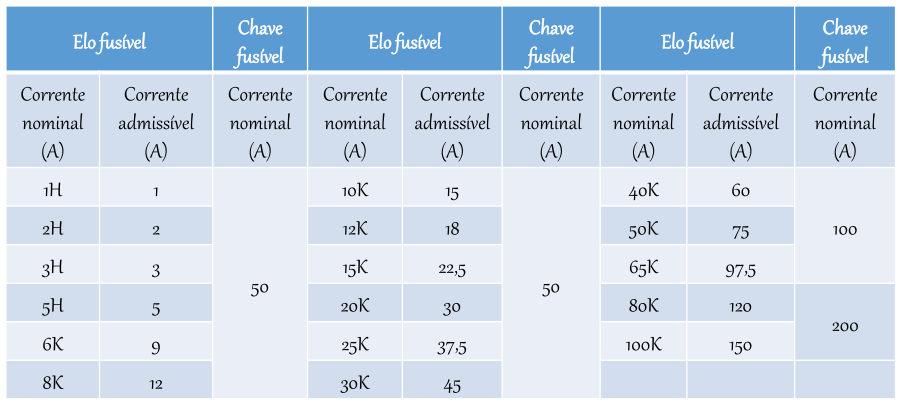 Elo fusível Chave fusível Elo fusível Chave fusível Elo fusível Chave fusível
Corrente nominal (A) Corrente admissível (A) Corrente nominal (A) Corrente nominal (A) Corrente admissível (A) Corrente nominal (A) Corrente nominal (A) Corrente admissível (A) Corrente nominal (A)
1H 1 50 10K 15 50 40K 60 100
2H 2 12K 18 50K 75
3H 3 15K 22,5 65K 97,5
5H 5 20K 30 80K 120 200
6K 9 25K 37,5 100K 150
8K 12 30K 45